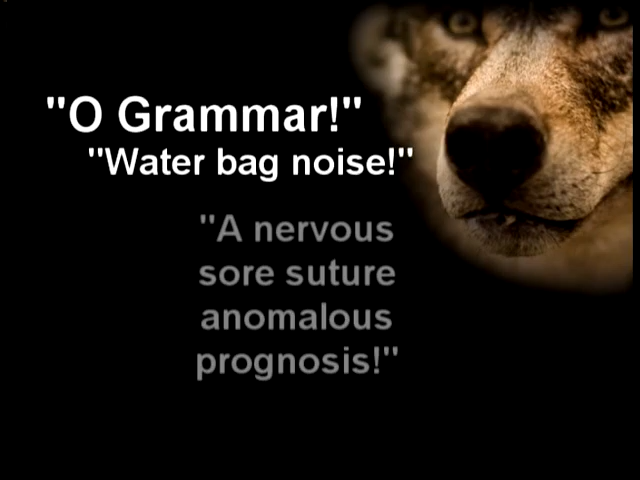 "O Grammar!"
"Water bag noise!"
"A nervous
sore suture
anomalous
prognosis!"